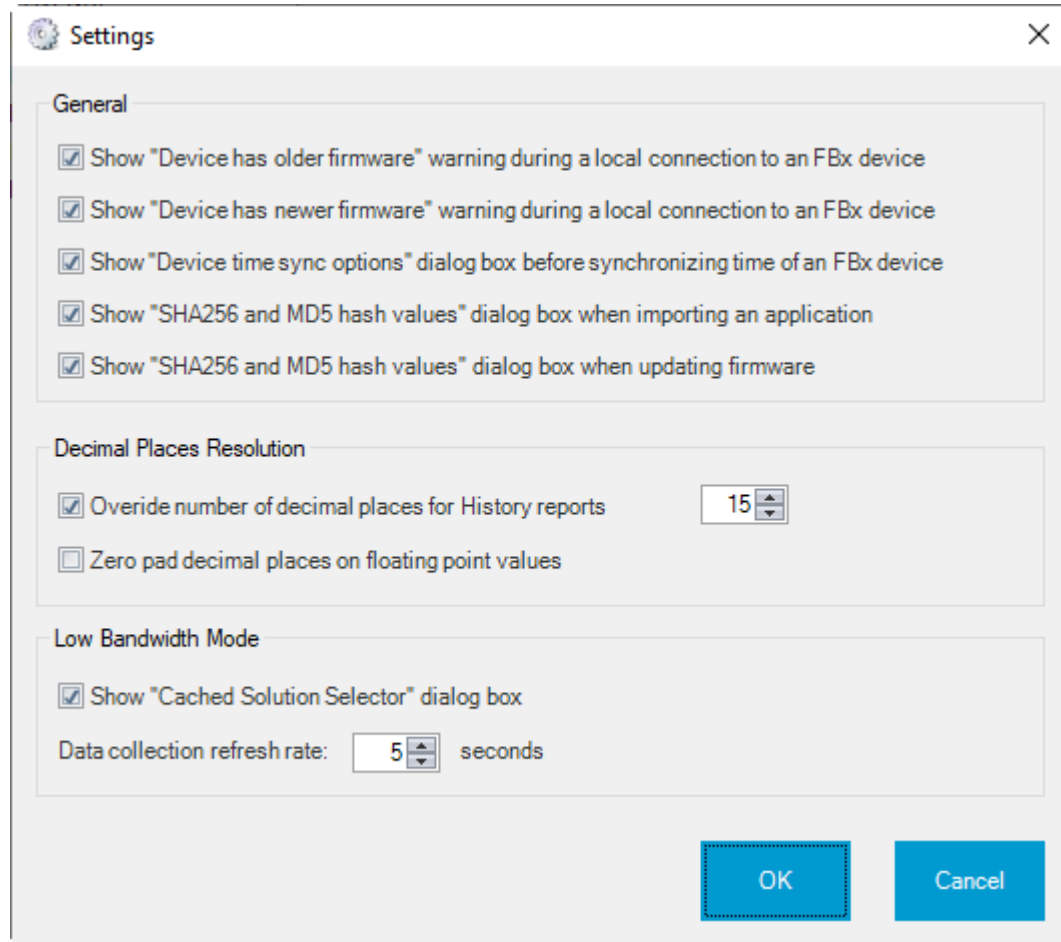 Settings
General
Show "Device has older firmware" warning during a local connection to an FBx device
Show "Device has newer firmware" warning during a local connection to an FBx device
Show "Device time sync options" dialog box before synchronizing time of an FBx device
Show "SHA256 and MD5 hash values" dialog box when importing an application
Show "SHA256 and MD5 hash values" dialog box when updating firmware
Decimal Places Resolution
Overide number of decimal places for History reports 15
Zero pad decimal places on floating point values
Low Bandwidth Mode
Show "Cached Solution Selector" dialog box
Data collection refresh rate: 5 seconds
OK Cancel